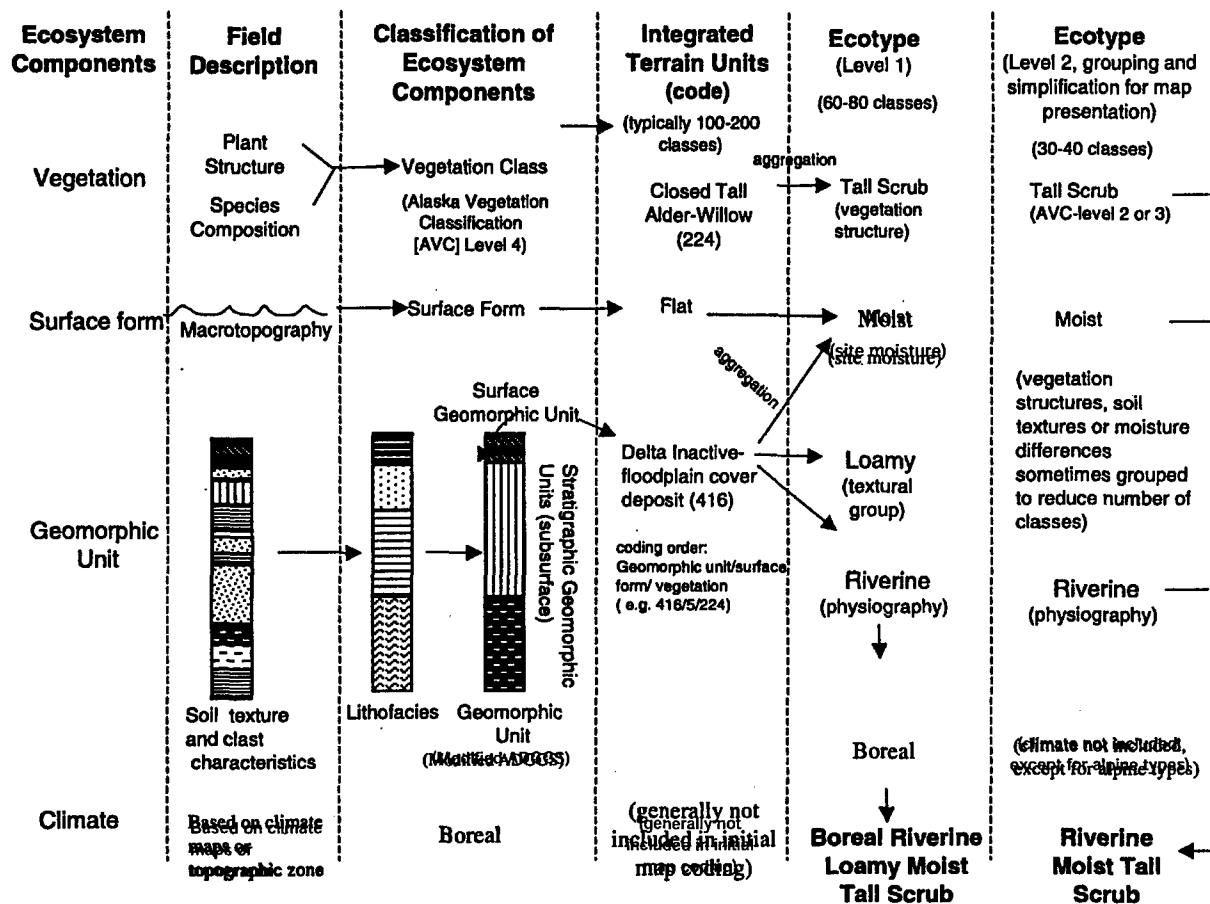 Ecosystem
Components
Field
Description
Classification of
Ecosystem
Components
Integrated
Terrain Units
(code)
(typically 100-200
classes)
Ecotype
(Level 1)
(60-80 classes)
Ecotype
(Level 2, grouping and
simplification for map
presentation)
(30-40 classes)
Vegetation
Plant
Structure
Species
Composition
Vegetation Class
(Alaska Vegetation
Classification
[AVC] Level 4)
Closed Tall
Alder-Willow
(224)
aggregation
Tall Scrub
(vegetation
structure)
Tall Scrub
(AVC-level 2 or 3)
Surface form
Macrotopography
Surface Form
Flat
aggregation
Moist
(site moisture)
Moist
(vegetation
structures, soil
textures or moisture
differences
sometimes grouped
to reduce number of
classes)
Geomorphic
Unit
Soil texture
and clast
characteristics
Lithofacies
Surface
Geomorphic Unit
Stratigraphic Geomorphic
Units (subsurface)
Geomorphic
Unit
(Modified ADGGS)
Delta Inactive-
floodplain cover
deposit (416)
coding order:
Geomorphic unit/surface
form/ vegetation
( e.g. 416/5/224)
Loamy
(textural
group)
Riverine
(physiography)
Riverine
(physiography)
Climate
Based on climate
maps or
topographic zone
Boreal
(generally not
included in initial
map coding)
Boreal
(climate not included,
except for alpine types)
Boreal Riverine
Loamy Moist
Tall Scrub
Riverine
Moist Tall
Scrub